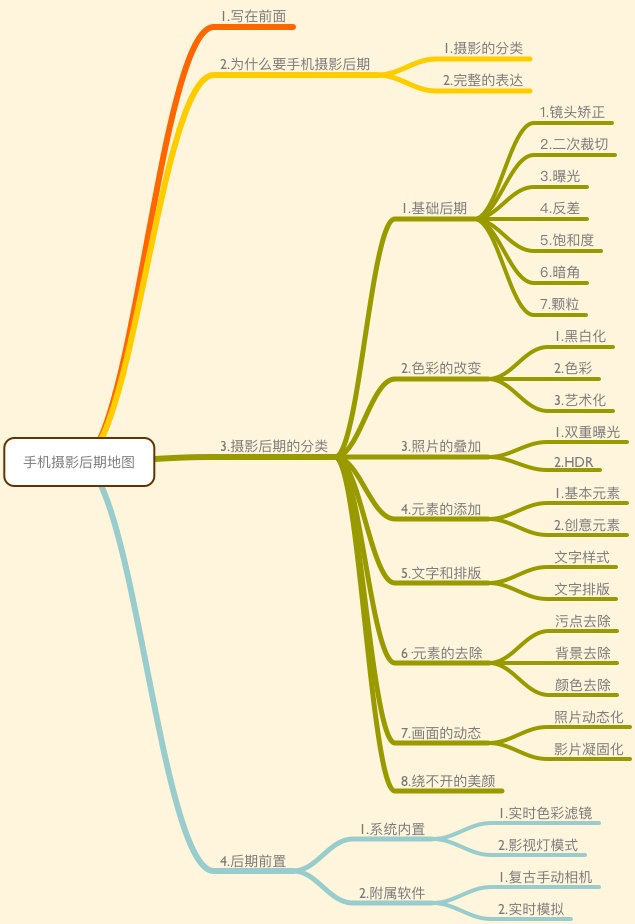 1.写在前面
2.为什么要手机摄影后期
1.摄影的分类
2.完整的表达
手机摄影后期地图
3.摄影后期的分类
1.基础后期
1.镜头矫正
2.二次裁切
3.曝光
4.反差
5.饱和度
6.暗角
7.颗粒
2.色彩的改变
1.黑白化
2.色彩
3.艺术化
3.照片的叠加
1.双重曝光
2.HDR
4.元素的添加
1.基本元素
2.创意元素
5.文字和排版
文字样式
文字排版
6·元素的去除
污点去除
背景去除
颜色去除
7.画面的动态
照片动态化
影片凝固化
8.绕不开的美颜
4.后期前置
1.系统内置
1.实时色彩滤镜
2.影视灯模式
2.附属软件
1.复古手动相机
2.实时模拟